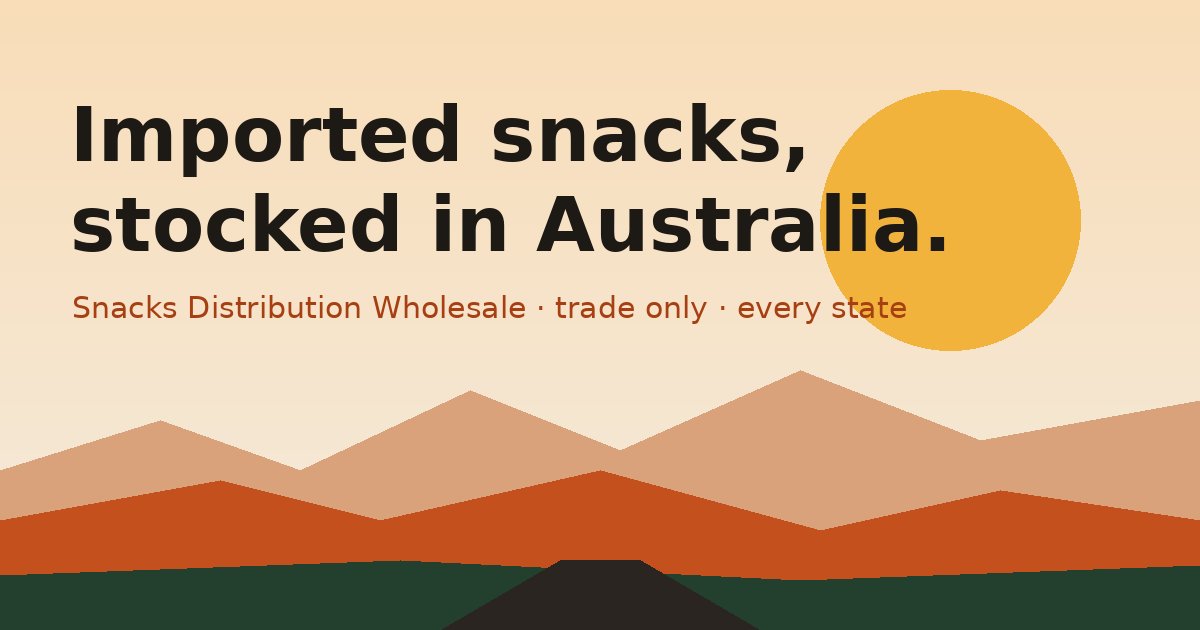 Imported snacks,
stocked in Australia.
Snacks Distribution Wholesale · trade only · every state